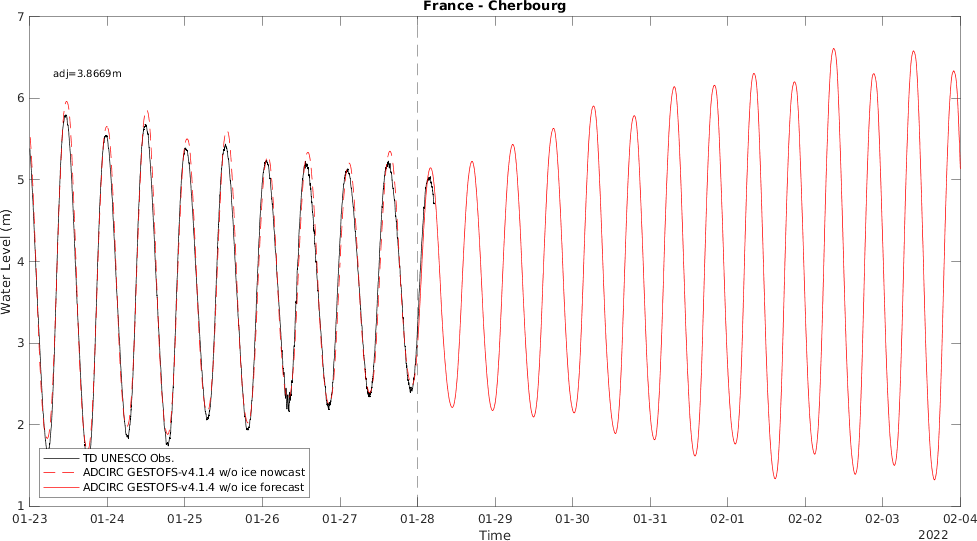 France - Cherbourg
adj=3.8669m
Water Level (m)
7
6
5
4
3
2
1
TD UNESCO Obs.
ADCIRC GESTOFS-v4.1.4 w/o ice nowcast
ADCIRC GESTOFS-v4.1.4 w/o ice forecast
01-23 01-24 01-25 01-26 01-27 01-28 01-29 01-30 01-31 02-01 02-02 02-03 02-04
Time
2022